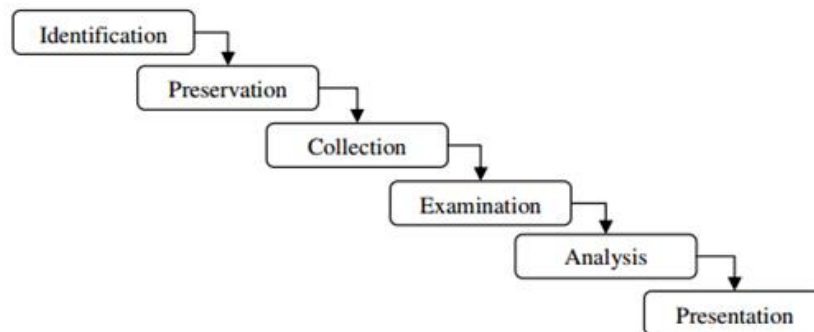 Identification
Preservation
Collection
Examination
Analysis
Presentation